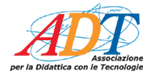 ADT
Associazione
per la Didattica con le Tecnologie